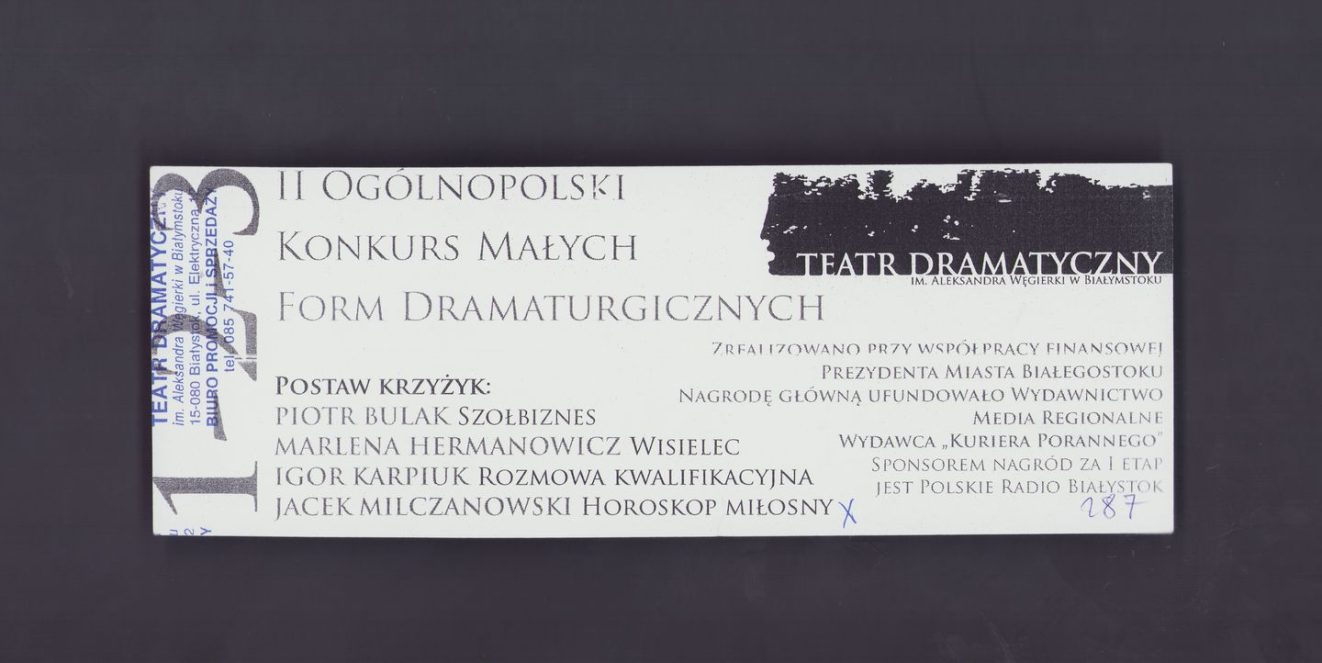 II Ogólnopolski
Konkurs Małych
Form Dramaturgicznych
Postaw krzyżyk:
PIOTR BULAK Szołbiznes
MARLENA HERMANOWICZ Wisielec
IGOR KARPIUK Rozmowa kwalifikacyjna
JACEK MILCZANOWSKI Horoskop miłosny X
TEATR DRAMATYCZNY
im. Aleksandra Węgierki w Białymstoku
Zrealizowano przy współpracy finansowej
Prezydenta Miasta Białegostoku
Nagrodę główną ufundowało Wydawnictwo
Media Regionalne
Wydawca „Kuriera Porannego"
Sponsorem nagród za I etap
jest Polskie Radio Białystok
287
1 2 3
TEATR DRAMATYCZNY
im. Aleksandra Węgierki w Białymstoku
15-080 Białystok, ul. Elektryczna
BIURO PROMOCJI i SPRZEDAŻY
tel. 085 741-57-40